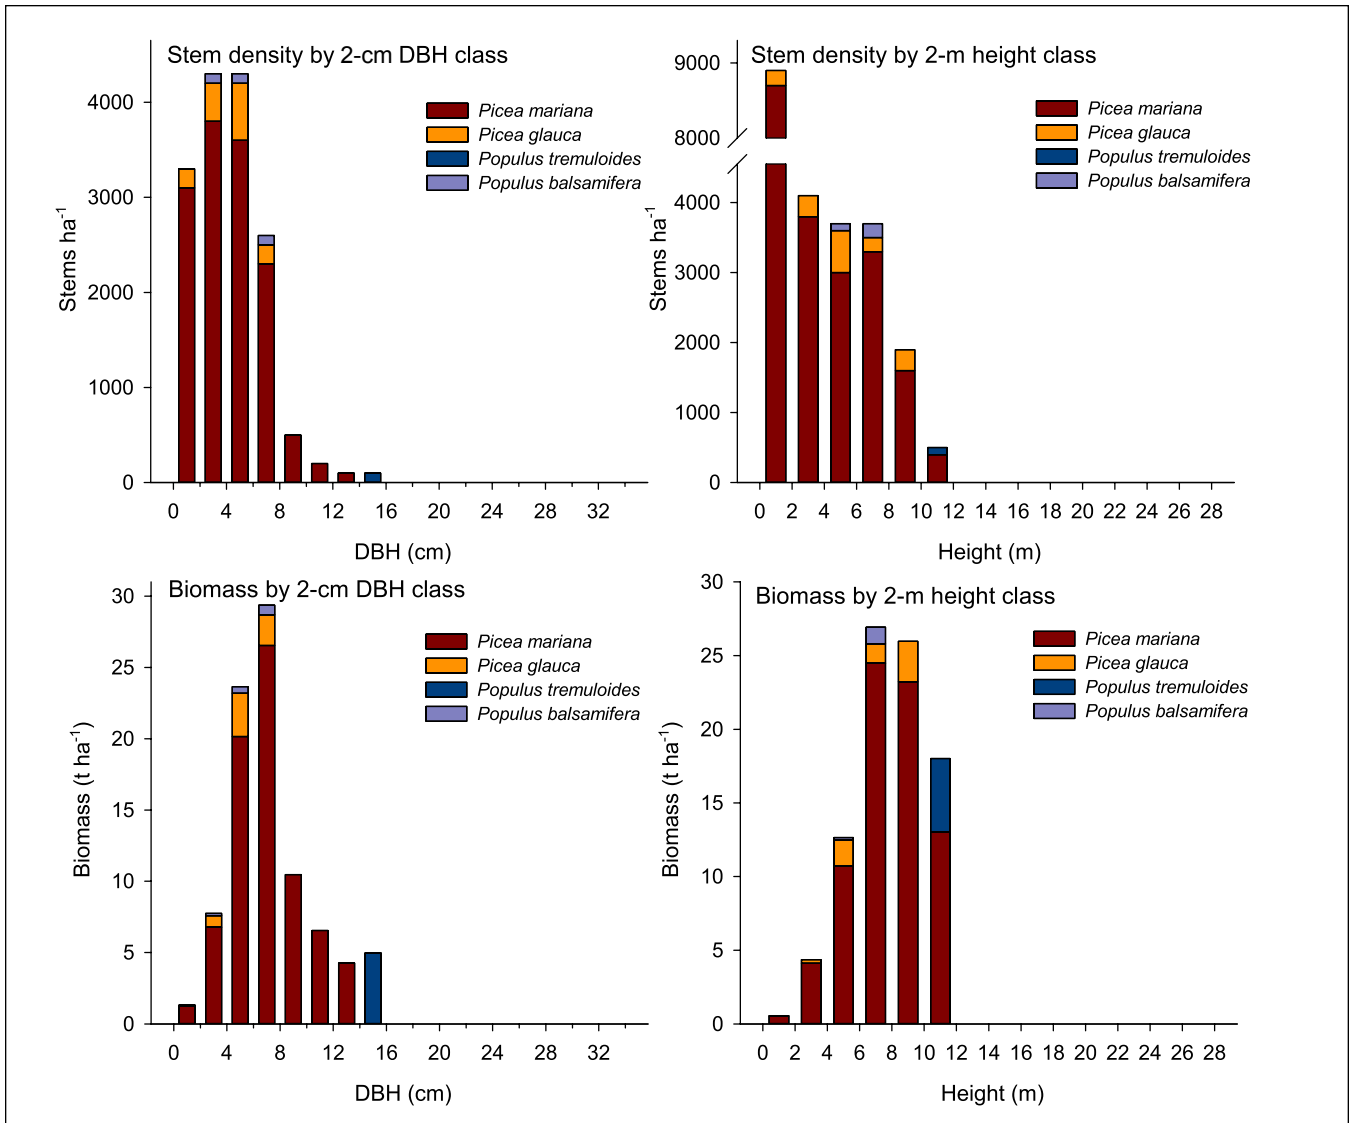 Stem density by 2-cm DBH class
4000
3000
2000
1000
0
Stems ha-1
Picea mariana
Picea glauca
Populus tremuloides
Populus balsamifera
0 4 8 12 16 20 24 28 32
DBH (cm)
Stem density by 2-m height class
9000
8000
4000
3000
2000
1000
0
Stems ha-1
Picea mariana
Picea glauca
Populus tremuloides
Populus balsamifera
0 2 4 6 8 10 12 14 16 18 20 22 24 26 28
Height (m)
Biomass by 2-cm DBH class
30
25
20
15
10
5
0
Biomass (t ha-1)
Picea mariana
Picea glauca
Populus tremuloides
Populus balsamifera
0 4 8 12 16 20 24 28 32
DBH (cm)
Biomass by 2-m height class
30
25
20
15
10
5
0
Biomass (t ha-1)
Picea mariana
Picea glauca
Populus tremuloides
Populus balsamifera
0 2 4 6 8 10 12 14 16 18 20 22 24 26 28
Height (m)